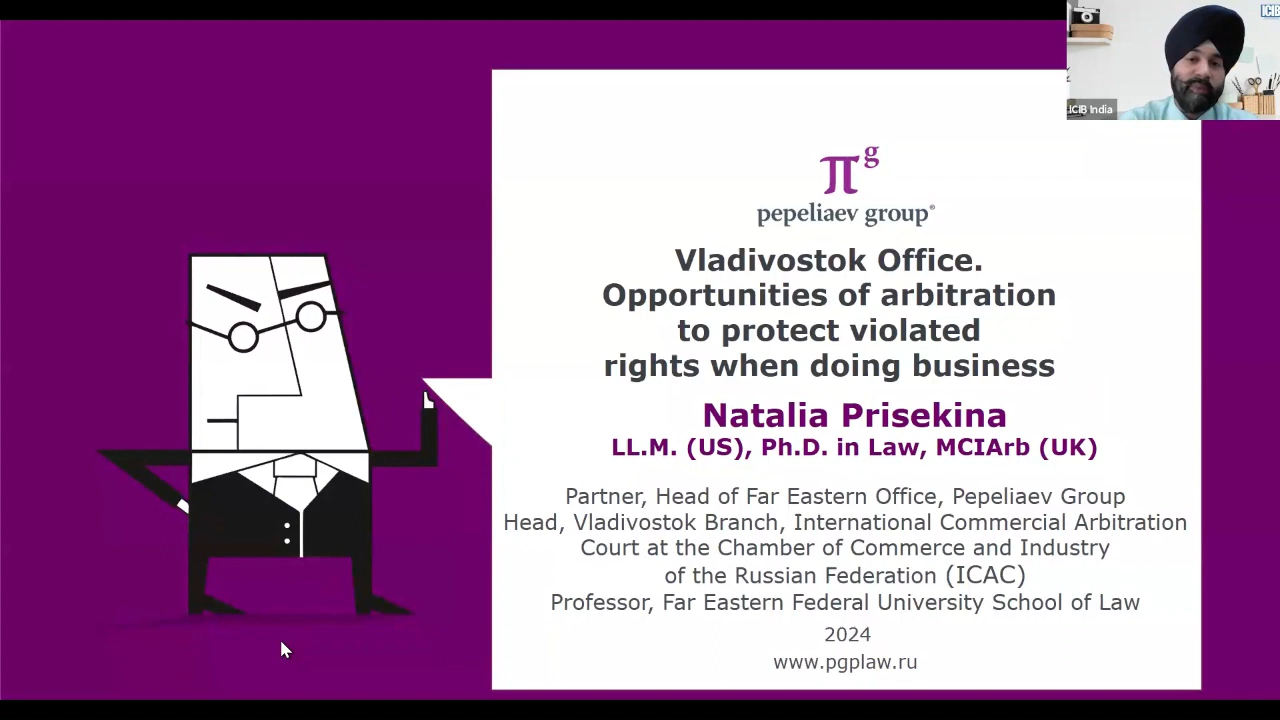 ICIB
ICIB India
πg
pepeliaev group®
Vladivostok Office.
Opportunities of arbitration
to protect violated
rights when doing business
Natalia Prisekina
LL.M. (US), Ph.D. in Law, MCIArb (UK)
Partner, Head of Far Eastern Office, Pepeliaev Group
Head, Vladivostok Branch, International Commercial Arbitration
Court at the Chamber of Commerce and Industry
of the Russian Federation (ICAC)
Professor, Far Eastern Federal University School of Law
2024
www.pgplaw.ru